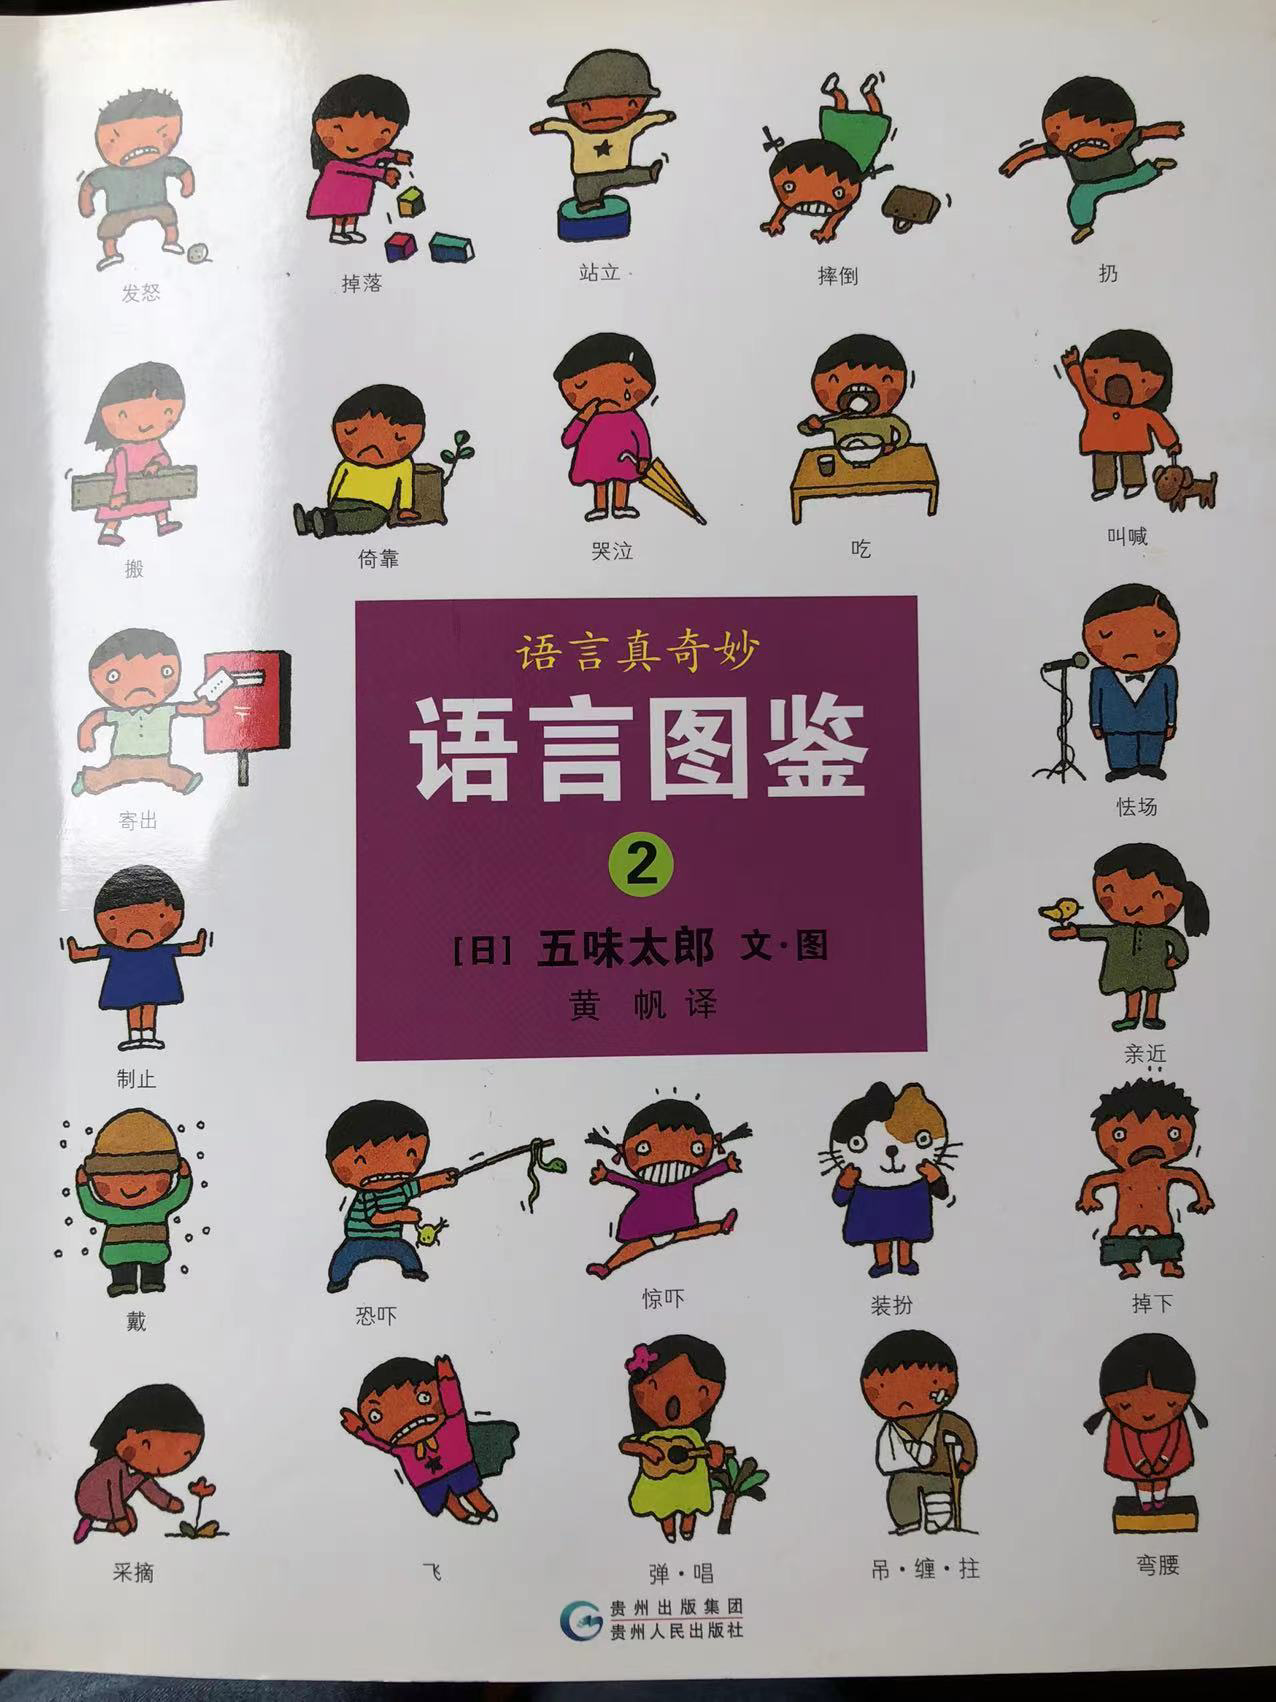 发怒
掉落
站立
摔倒
扔
搬
倚靠
哭泣
吃
叫喊
语言真奇妙
语言图鉴
2
[日] 五味太郎 文·图
黄 帆 译
寄出
怯场
制止
亲近
戴
恐吓
惊吓
装扮
掉下
采摘
飞
弹·唱
吊·缠·拄
弯腰
贵州出版集团
贵州人民出版社